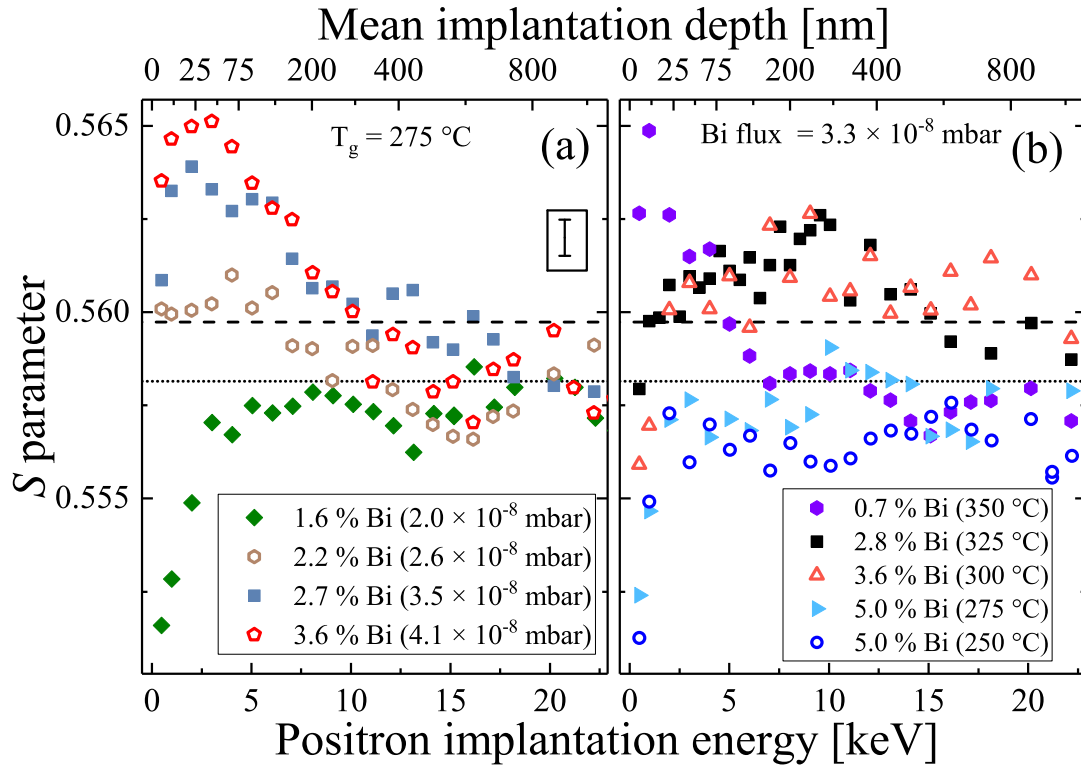 Mean implantation depth [nm]
0 25 75 200 400 800
0 25 75 200 400 800
0.565
0.560
0.555
S parameter
T_g = 275 °C
(a)
Bi flux = 3.3 × 10⁻⁸ mbar
(b)
1.6 % Bi (2.0 × 10⁻⁸ mbar)
2.2 % Bi (2.6 × 10⁻⁸ mbar)
2.7 % Bi (3.5 × 10⁻⁸ mbar)
3.6 % Bi (4.1 × 10⁻⁸ mbar)
0.7 % Bi (350 °C)
2.8 % Bi (325 °C)
3.6 % Bi (300 °C)
5.0 % Bi (275 °C)
5.0 % Bi (250 °C)
0 5 10 15 20
0 5 10 15 20
Positron implantation energy [keV]